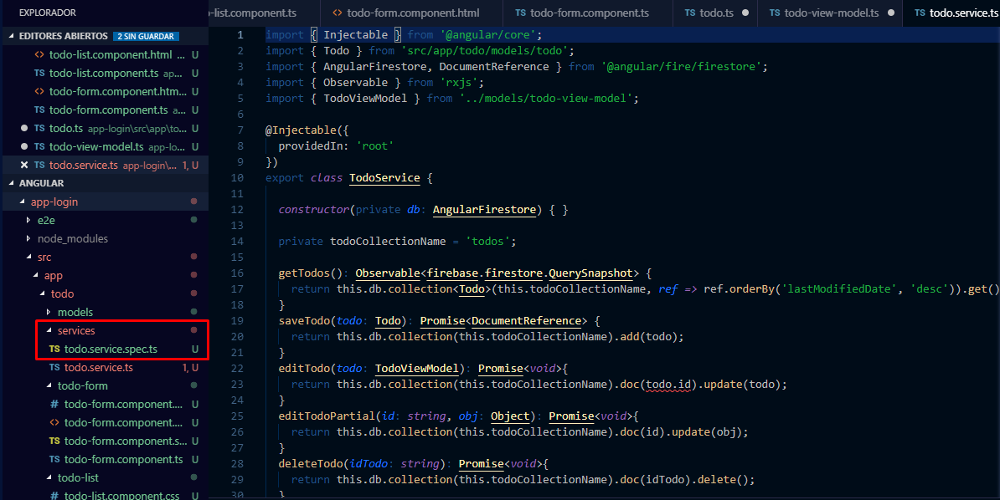 EXPLORADOR
EDITORES ABIERTOS 2 SIN GUARDAR
todo-list.component.html ... U
TS todo-list.component.ts ap... U
todo-form.component.htm... U
TS todo-form.component.ts a... U
TS todo.ts app-login\src\app\to... U
TS todo-view-model.ts app-lo... U
TS todo.service.ts app-login\... 1, U
ANGULAR
app-login
e2e
node_modules
src
app
todo
models
services
TS todo.service.spec.ts U
TS todo.service.ts 1, U
todo-form
# todo-form.component.... U
<> todo-form.component.... U
TS todo-form.component.s... U
TS todo-form.component.ts U
todo-list
# todo-list.component.css U
-list.component.ts <> todo-form.component.html TS todo-form.component.ts TS todo.ts TS todo-view-model.ts TS todo.service.ts
1 import { Injectable } from '@angular/core';
2 import { Todo } from 'src/app/todo/models/todo';
3 import { AngularFirestore, DocumentReference } from '@angular/fire/firestore';
4 import { Observable } from 'rxjs';
5 import { TodoViewModel } from '../models/todo-view-model';
6
7 @Injectable({
8 providedIn: 'root'
9 })
10 export class TodoService {
11
12 constructor(private db: AngularFirestore) { }
13
14 private todoCollectionName = 'todos';
15
16 getTodos(): Observable<firebase.firestore.QuerySnapshot> {
17 return this.db.collection<Todo>(this.todoCollectionName, ref => ref.orderBy('lastModifiedDate', 'desc')).get()
18 }
19 saveTodo(todo: Todo): Promise<DocumentReference> {
20 return this.db.collection(this.todoCollectionName).add(todo);
21 }
22 editTodo(todo: TodoViewModel): Promise<void>{
23 return this.db.collection(this.todoCollectionName).doc(todo.id).update(todo);
24 }
25 editTodoPartial(id: string, obj: Object): Promise<void>{
26 return this.db.collection(this.todoCollectionName).doc(id).update(obj);
27 }
28 deleteTodo(idTodo: string): Promise<void>{
29 return this.db.collection(this.todoCollectionName).doc(idTodo).delete();
30 }